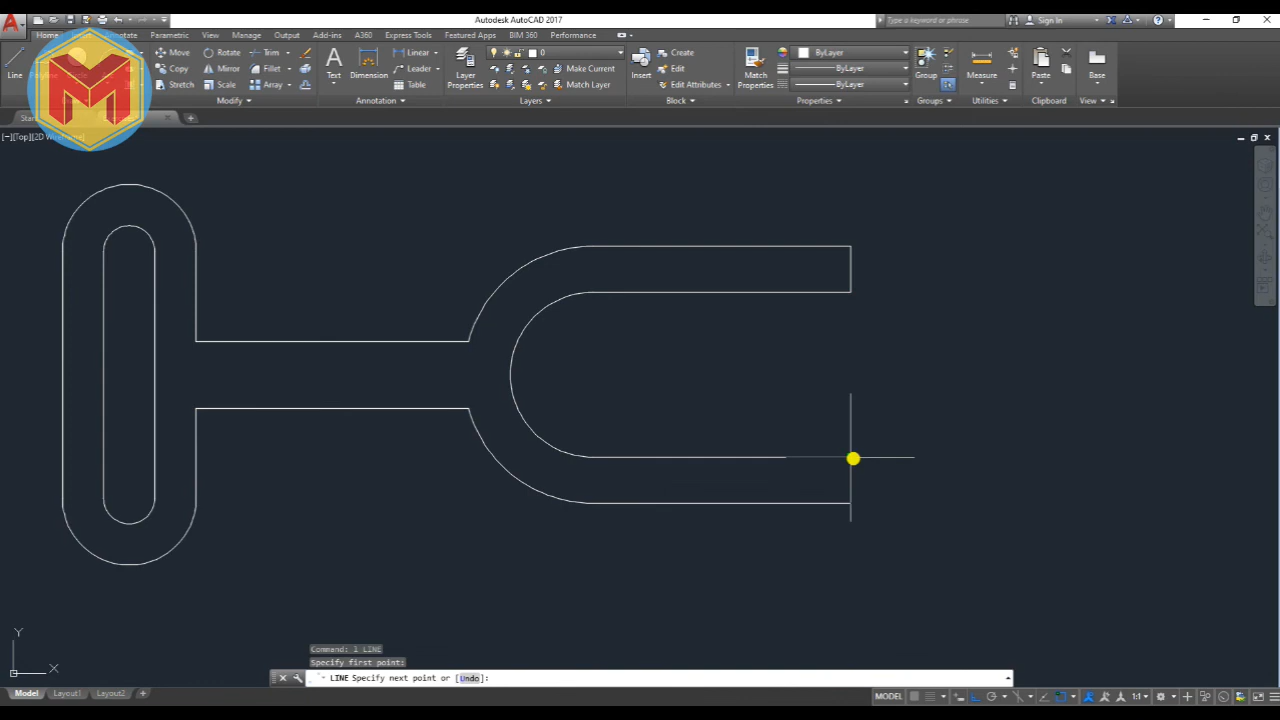 Autodesk AutoCAD 2017
Type a keyword or phrase
Sign In
Home
Annotate
Parametric
View
Manage
Output
Add-ins
A360
Express Tools
Featured Apps
BIM 360
Performance
Line
Move
Rotate
Trim
Copy
Mirror
Fillet
Stretch
Scale
Array
Modify
Text
Dimension
Linear
Leader
Table
Annotation
Layer
Properties
0
Make Current
Match Layer
Layers
Insert
Create
Edit
Edit Attributes
Block
Match
Properties
ByLayer
ByLayer
ByLayer
Properties
Group
Groups
Measure
Utilities
Paste
Clipboard
Base
View
M
[−][Top][2D Wireframe]
Y
X
Command: l LINE
Specify first point:
LINE Specify next point or [Undo]:
Model
Layout1
Layout2
MODEL
1:1